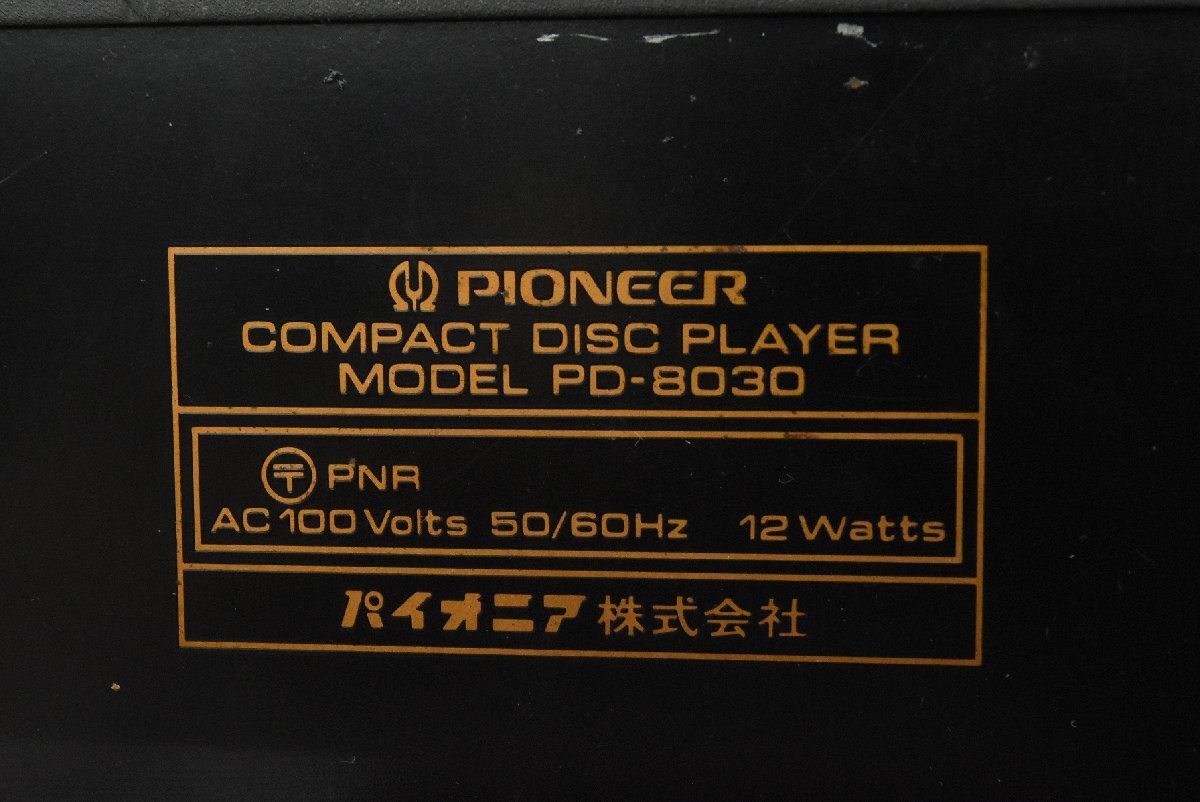 PIONEER
COMPACT DISC PLAYER
MODEL PD-8030
〒 PNR
AC 100 Volts 50/60Hz 12 Watts
パイオニア株式会社